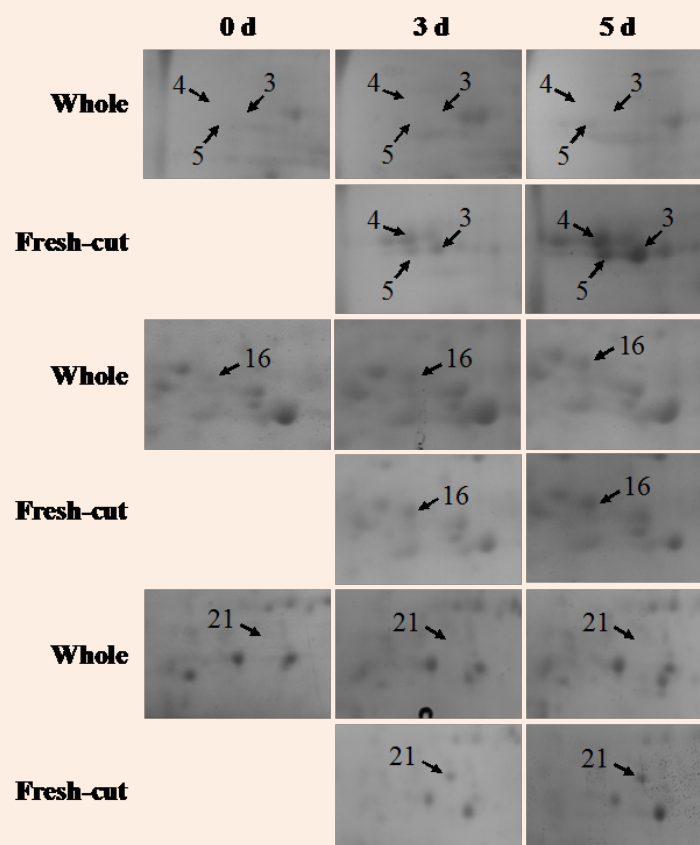 0 d 3 d 5 d
Whole 4 3 5 4 3 5 4 3 5
Fresh-cut 4 3 5 4 3 5
Whole 16 16 16
Fresh-cut 16 16
Whole 21 21 21
Fresh-cut 21 21